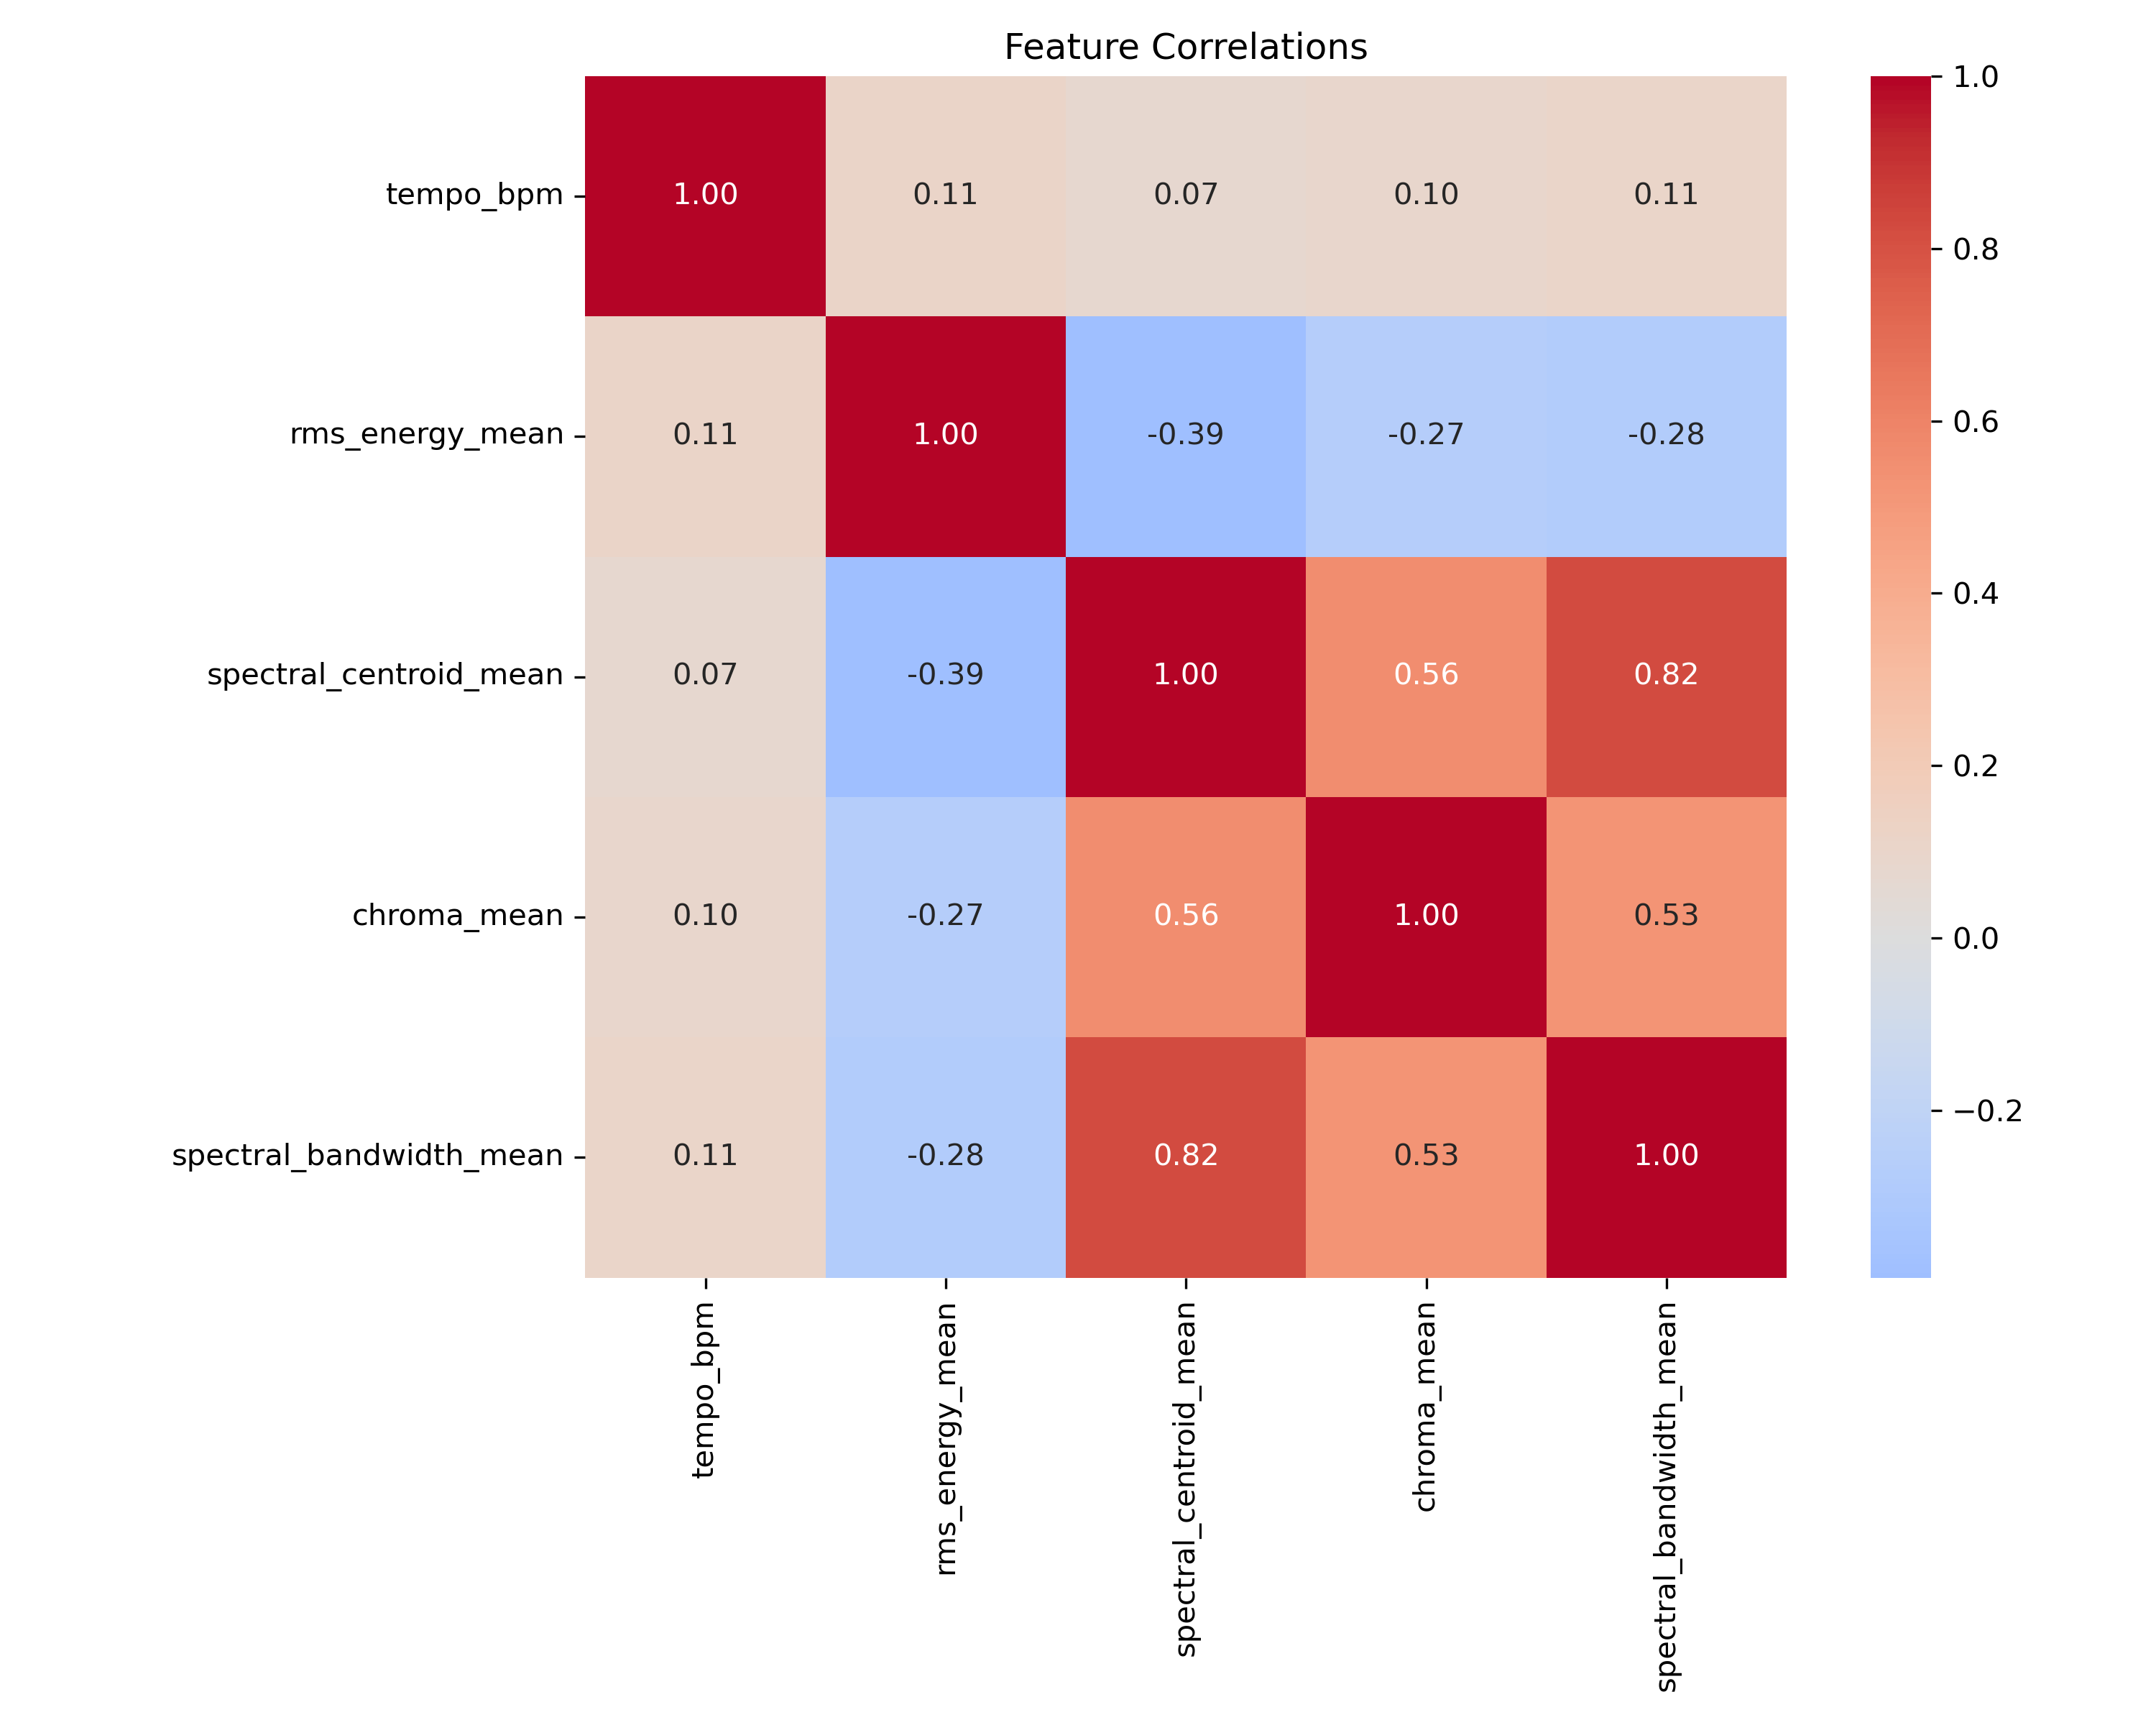 Feature Correlations
tempo_bpm 1.00 0.11 0.07 0.10 0.11
rms_energy_mean 0.11 1.00 -0.39 -0.27 -0.28
spectral_centroid_mean 0.07 -0.39 1.00 0.56 0.82
chroma_mean 0.10 -0.27 0.56 1.00 0.53
spectral_bandwidth_mean 0.11 -0.28 0.82 0.53 1.00
tempo_bpm
rms_energy_mean
spectral_centroid_mean
chroma_mean
spectral_bandwidth_mean
1.0
0.8
0.6
0.4
0.2
0.0
−0.2